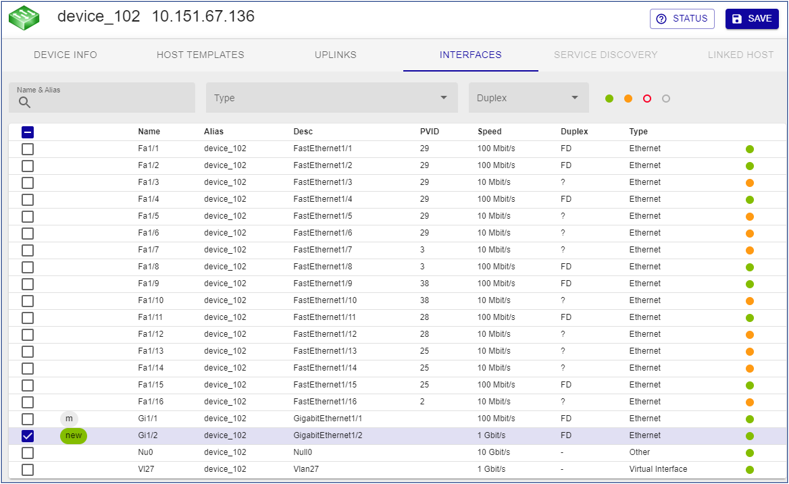 device_102 10.151.67.136 STATUS SAVE
DEVICE INFO HOST TEMPLATES UPLINKS INTERFACES SERVICE DISCOVERY LINKED HOST
Name & Alias
Type Duplex
Name Alias Desc PVID Speed Duplex Type
Fa1/1 device_102 FastEthernet1/1 29 100 Mbit/s FD Ethernet
Fa1/2 device_102 FastEthernet1/2 29 100 Mbit/s FD Ethernet
Fa1/3 device_102 FastEthernet1/3 29 10 Mbit/s ? Ethernet
Fa1/4 device_102 FastEthernet1/4 29 100 Mbit/s FD Ethernet
Fa1/5 device_102 FastEthernet1/5 29 10 Mbit/s ? Ethernet
Fa1/6 device_102 FastEthernet1/6 29 10 Mbit/s ? Ethernet
Fa1/7 device_102 FastEthernet1/7 3 10 Mbit/s ? Ethernet
Fa1/8 device_102 FastEthernet1/8 3 100 Mbit/s FD Ethernet
Fa1/9 device_102 FastEthernet1/9 38 100 Mbit/s FD Ethernet
Fa1/10 device_102 FastEthernet1/10 38 10 Mbit/s ? Ethernet
Fa1/11 device_102 FastEthernet1/11 28 100 Mbit/s FD Ethernet
Fa1/12 device_102 FastEthernet1/12 28 10 Mbit/s ? Ethernet
Fa1/13 device_102 FastEthernet1/13 25 10 Mbit/s ? Ethernet
Fa1/14 device_102 FastEthernet1/14 25 10 Mbit/s ? Ethernet
Fa1/15 device_102 FastEthernet1/15 25 100 Mbit/s FD Ethernet
Fa1/16 device_102 FastEthernet1/16 2 10 Mbit/s ? Ethernet
m Gi1/1 device_102 GigabitEthernet1/1 100 Mbit/s FD Ethernet
new Gi1/2 device_102 GigabitEthernet1/2 1 Gbit/s FD Ethernet
Nu0 device_102 Null0 10 Gbit/s - Other
Vl27 device_102 Vlan27 1 Gbit/s - Virtual Interface